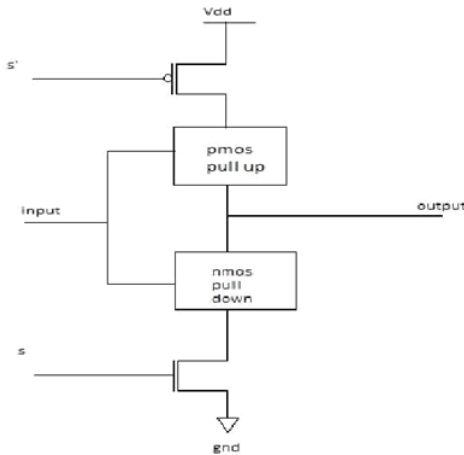 Vdd
s'
pmos
pull up
input
output
nmos
pull
down
s
gnd